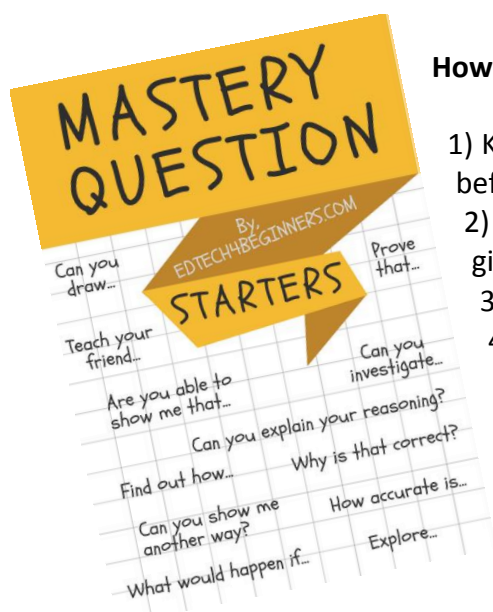 MASTERY
QUESTION
By,
EDTECH4BEGINNERS.COM
STARTERS
Can you
draw...
Prove
that...
Teach your
friend...
Can you
investigate...
Are you able to
show me that...
Can you explain your reasoning?
Find out how...
Why is that correct?
Can you show me
another way?
How accurate is...
What would happen if...
Explore...
How
1) K
bef
2)
gi
3
4